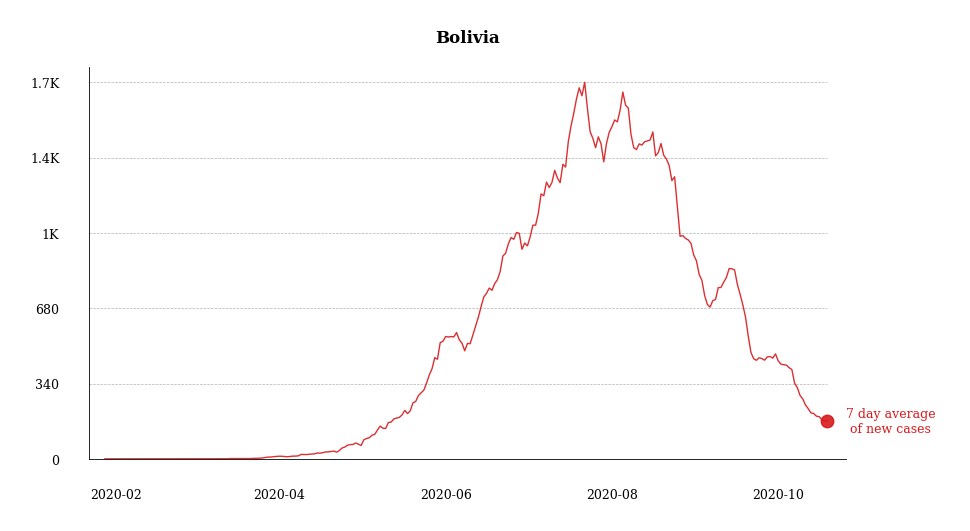 Bolivia
1.7K
1.4K
1K
680
340
0
7 day average
of new cases
2020-02
2020-04
2020-06
2020-08
2020-10